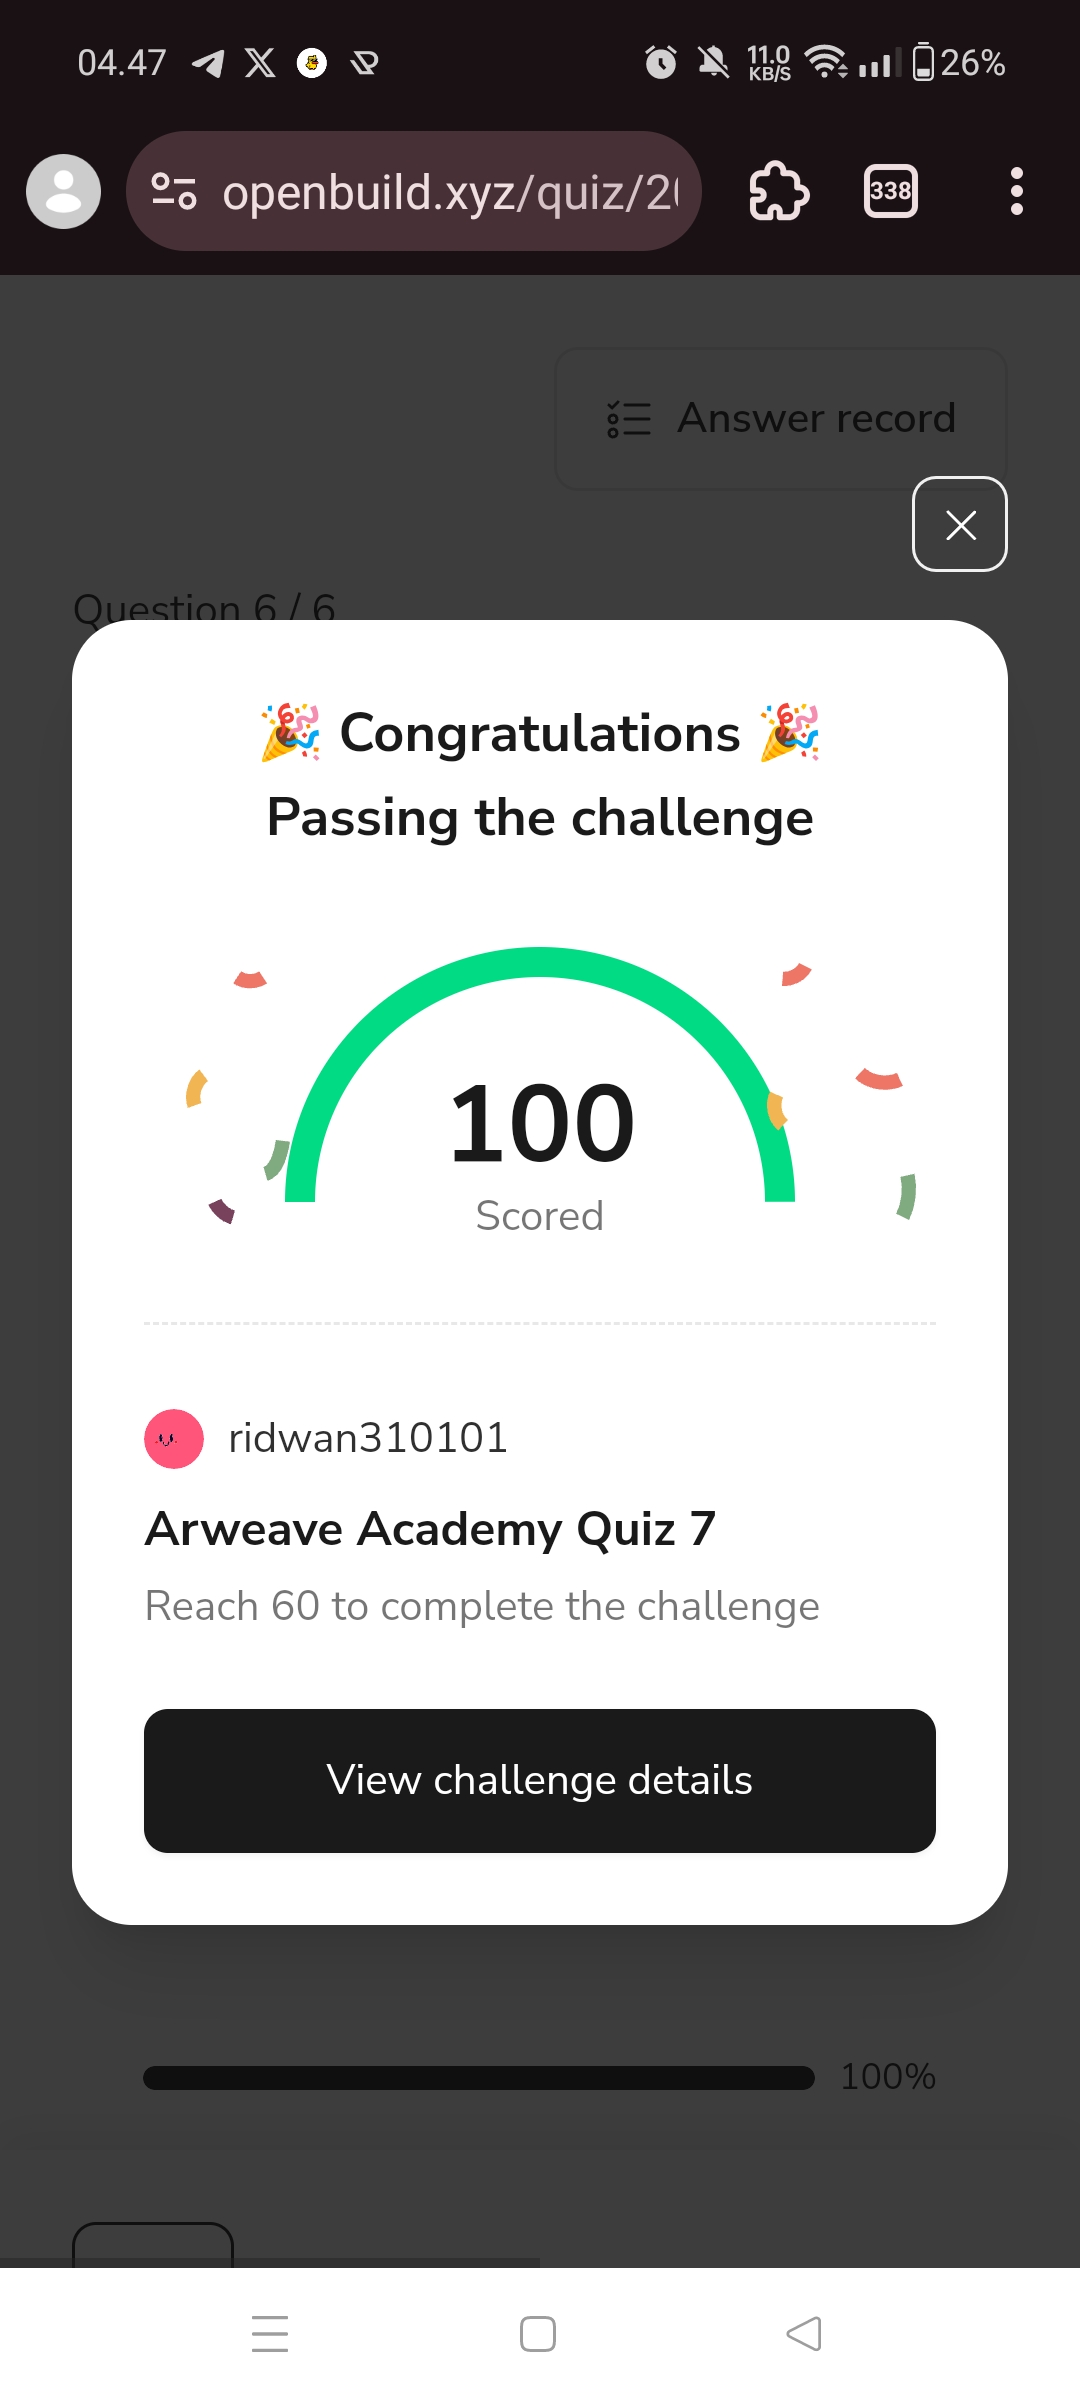 04.47
11.0
KB/S
26%
openbuild.xyz/quiz/2
338
Answer record
Question 6 / 6
🎉 Congratulations 🎉
Passing the challenge
100
Scored
ridwan310101
Arweave Academy Quiz 7
Reach 60 to complete the challenge
View challenge details
100%